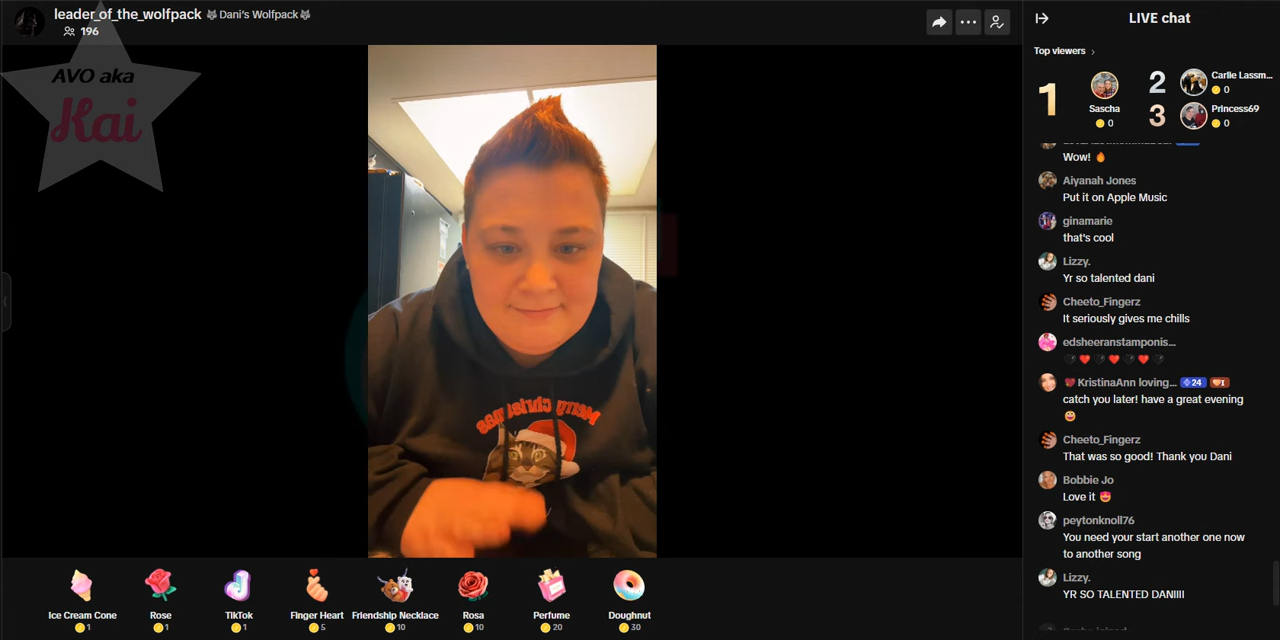 leader_of_the_wolfpack 🐺Dani's Wolfpack🐺
196
AVO aka
Kai
Merry Christmas
Ice Cream Cone
1
Rose
1
TikTok
1
Finger Heart
5
Friendship Necklace
10
Rosa
10
Perfume
20
Doughnut
30
LIVE chat
Top viewers >
1
Sascha
0
2
Carlie Lassm...
0
3
Princess69
0
Wow! 🔥
Aiyanah Jones
Put it on Apple Music
ginamarie
that's cool
Lizzy.
Yr so talented dani
Cheeto_Fingerz
It seriously gives me chills
edsheeranstamponis...
🖤❤️🖤❤️🖤❤️🖤
💓KristinaAnn loving... 24 I
catch you later! have a great evening
😀
Cheeto_Fingerz
That was so good! Thank you Dani
Bobbie Jo
Love it 😍
peytonknoll76
You need your start another one now
to another song
Lizzy.
YR SO TALENTED DANIIII